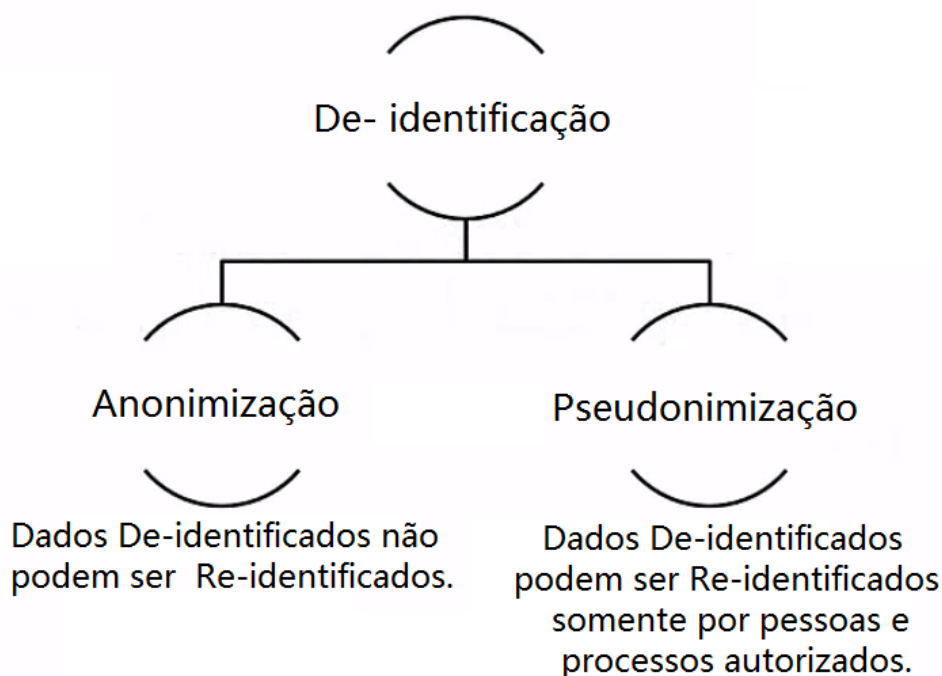 De- identificação
Anonimização
Pseudonimização
Dados De-identificados não
podem ser Re-identificados.
Dados De-identificados
podem ser Re-identificados
somente por pessoas e
processos autorizados.